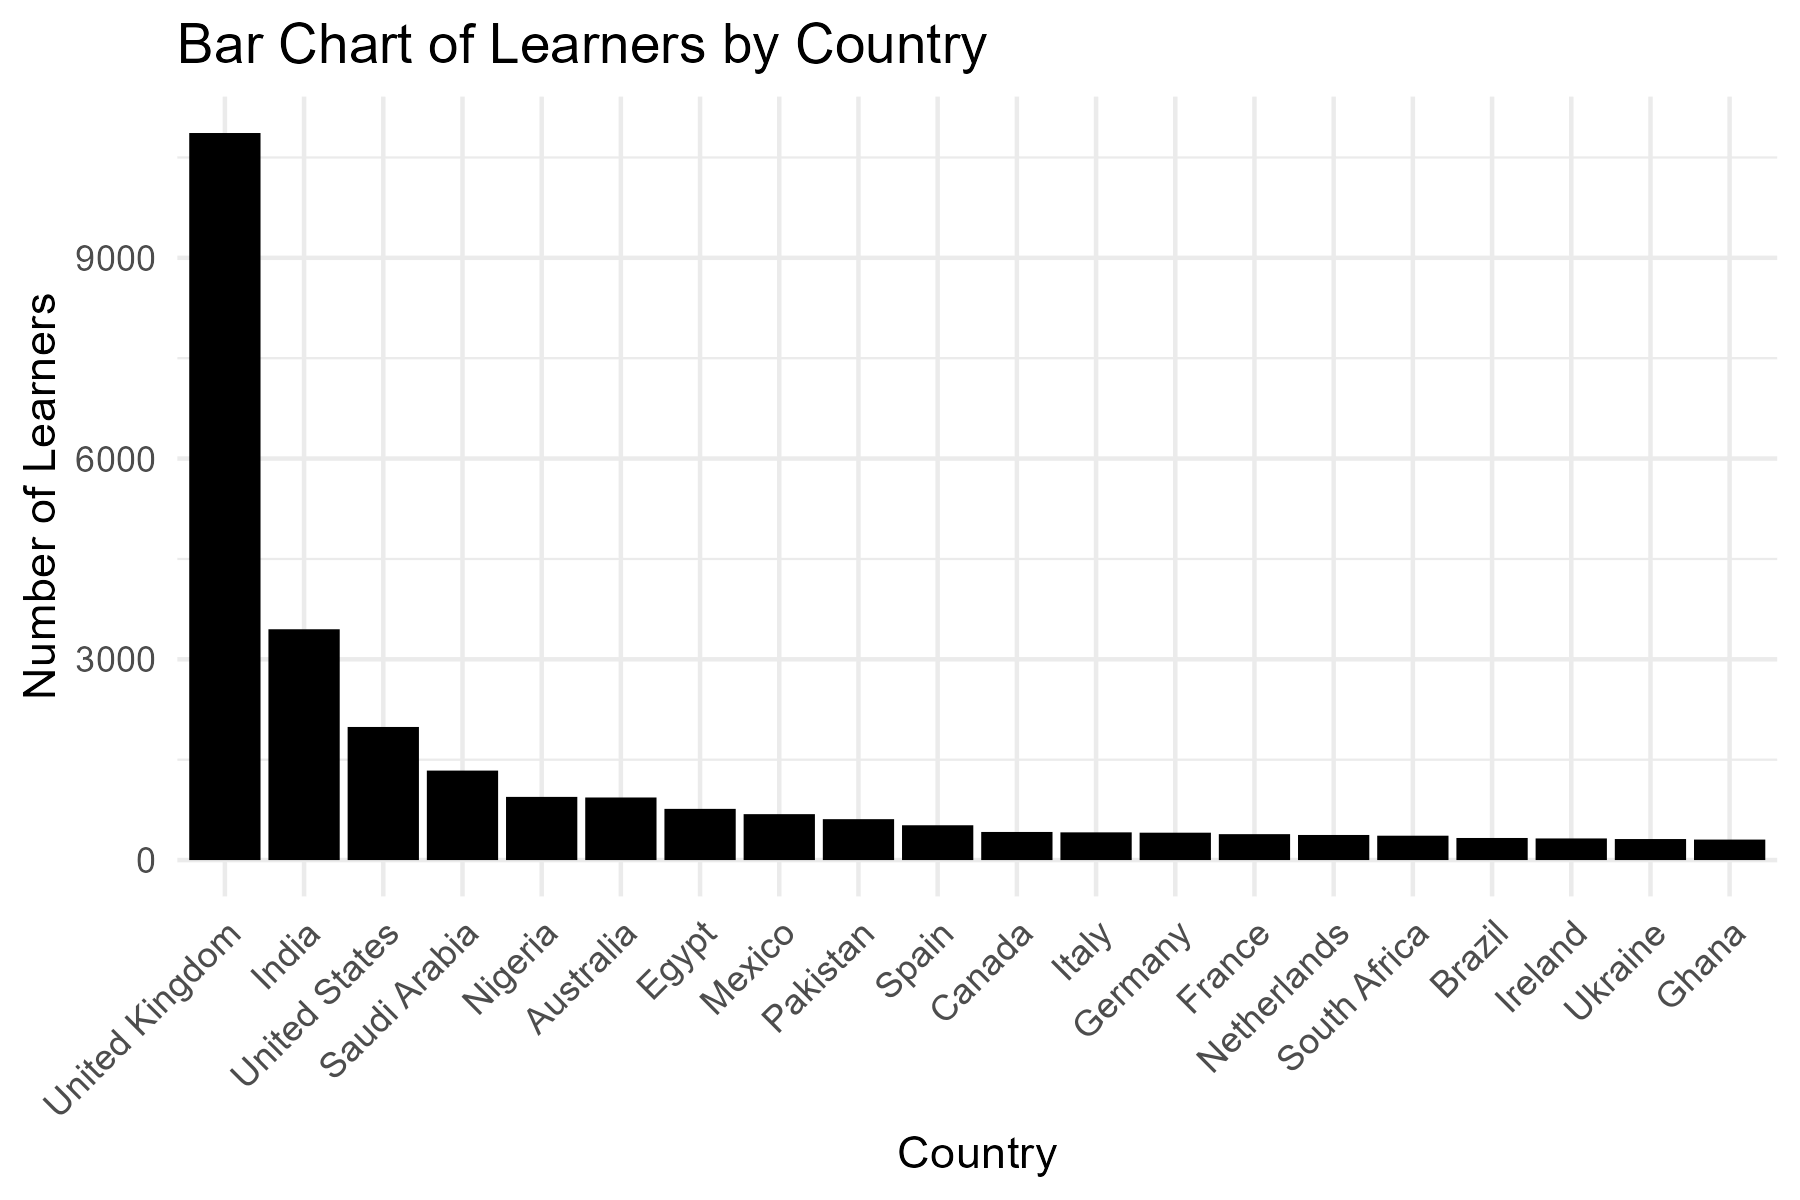 Bar Chart of Learners by Country
Number of Learners
9000
6000
3000
0
United Kingdom
India
United States
Saudi Arabia
Nigeria
Australia
Egypt
Mexico
Pakistan
Spain
Canada
Italy
Germany
France
Netherlands
South Africa
Brazil
Ireland
Ukraine
Ghana
Country